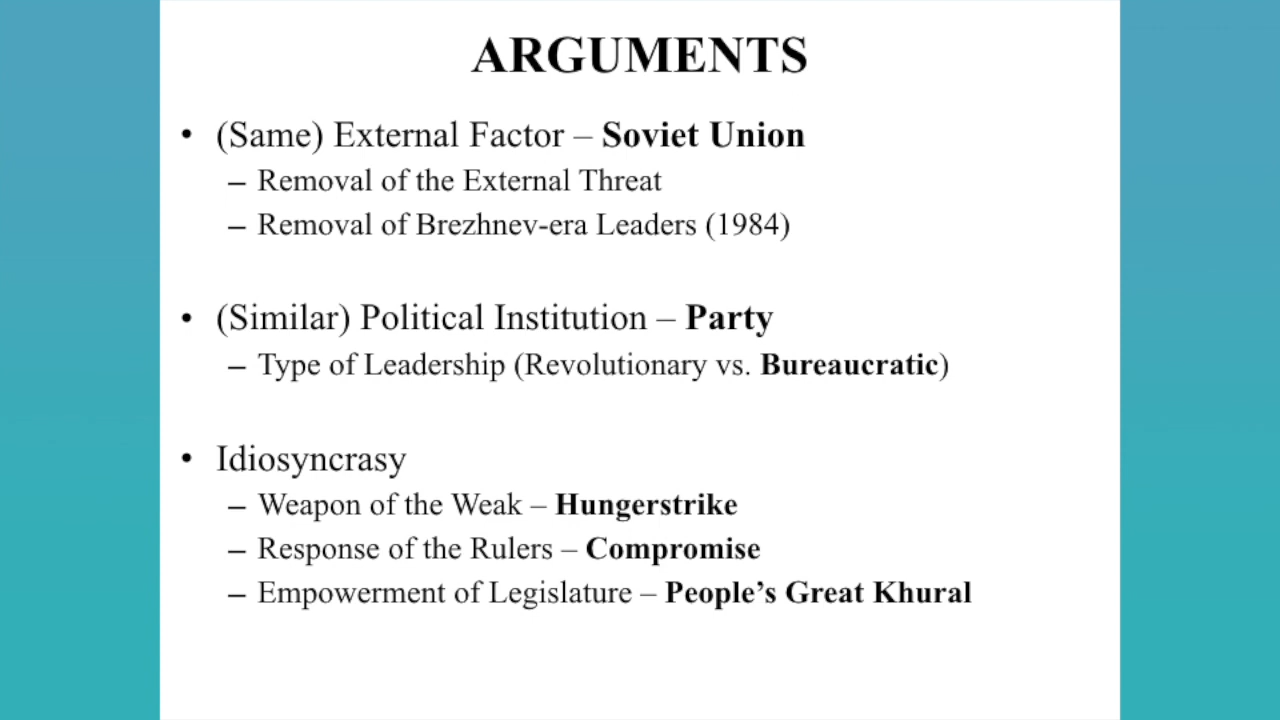 ARGUMENTS
• (Same) External Factor – Soviet Union
– Removal of the External Threat
– Removal of Brezhnev-era Leaders (1984)
• (Similar) Political Institution – Party
– Type of Leadership (Revolutionary vs. Bureaucratic)
• Idiosyncrasy
– Weapon of the Weak – Hungerstrike
– Response of the Rulers – Compromise
– Empowerment of Legislature – People’s Great Khural